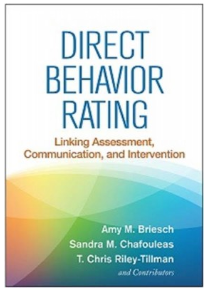 DIRECT
BEHAVIOR
RATING
Linking Assessment,
Communication, and Intervention
Amy M. Briesch
Sandra M. Chafouleas
T. Chris Riley-Tillman
and Contributors